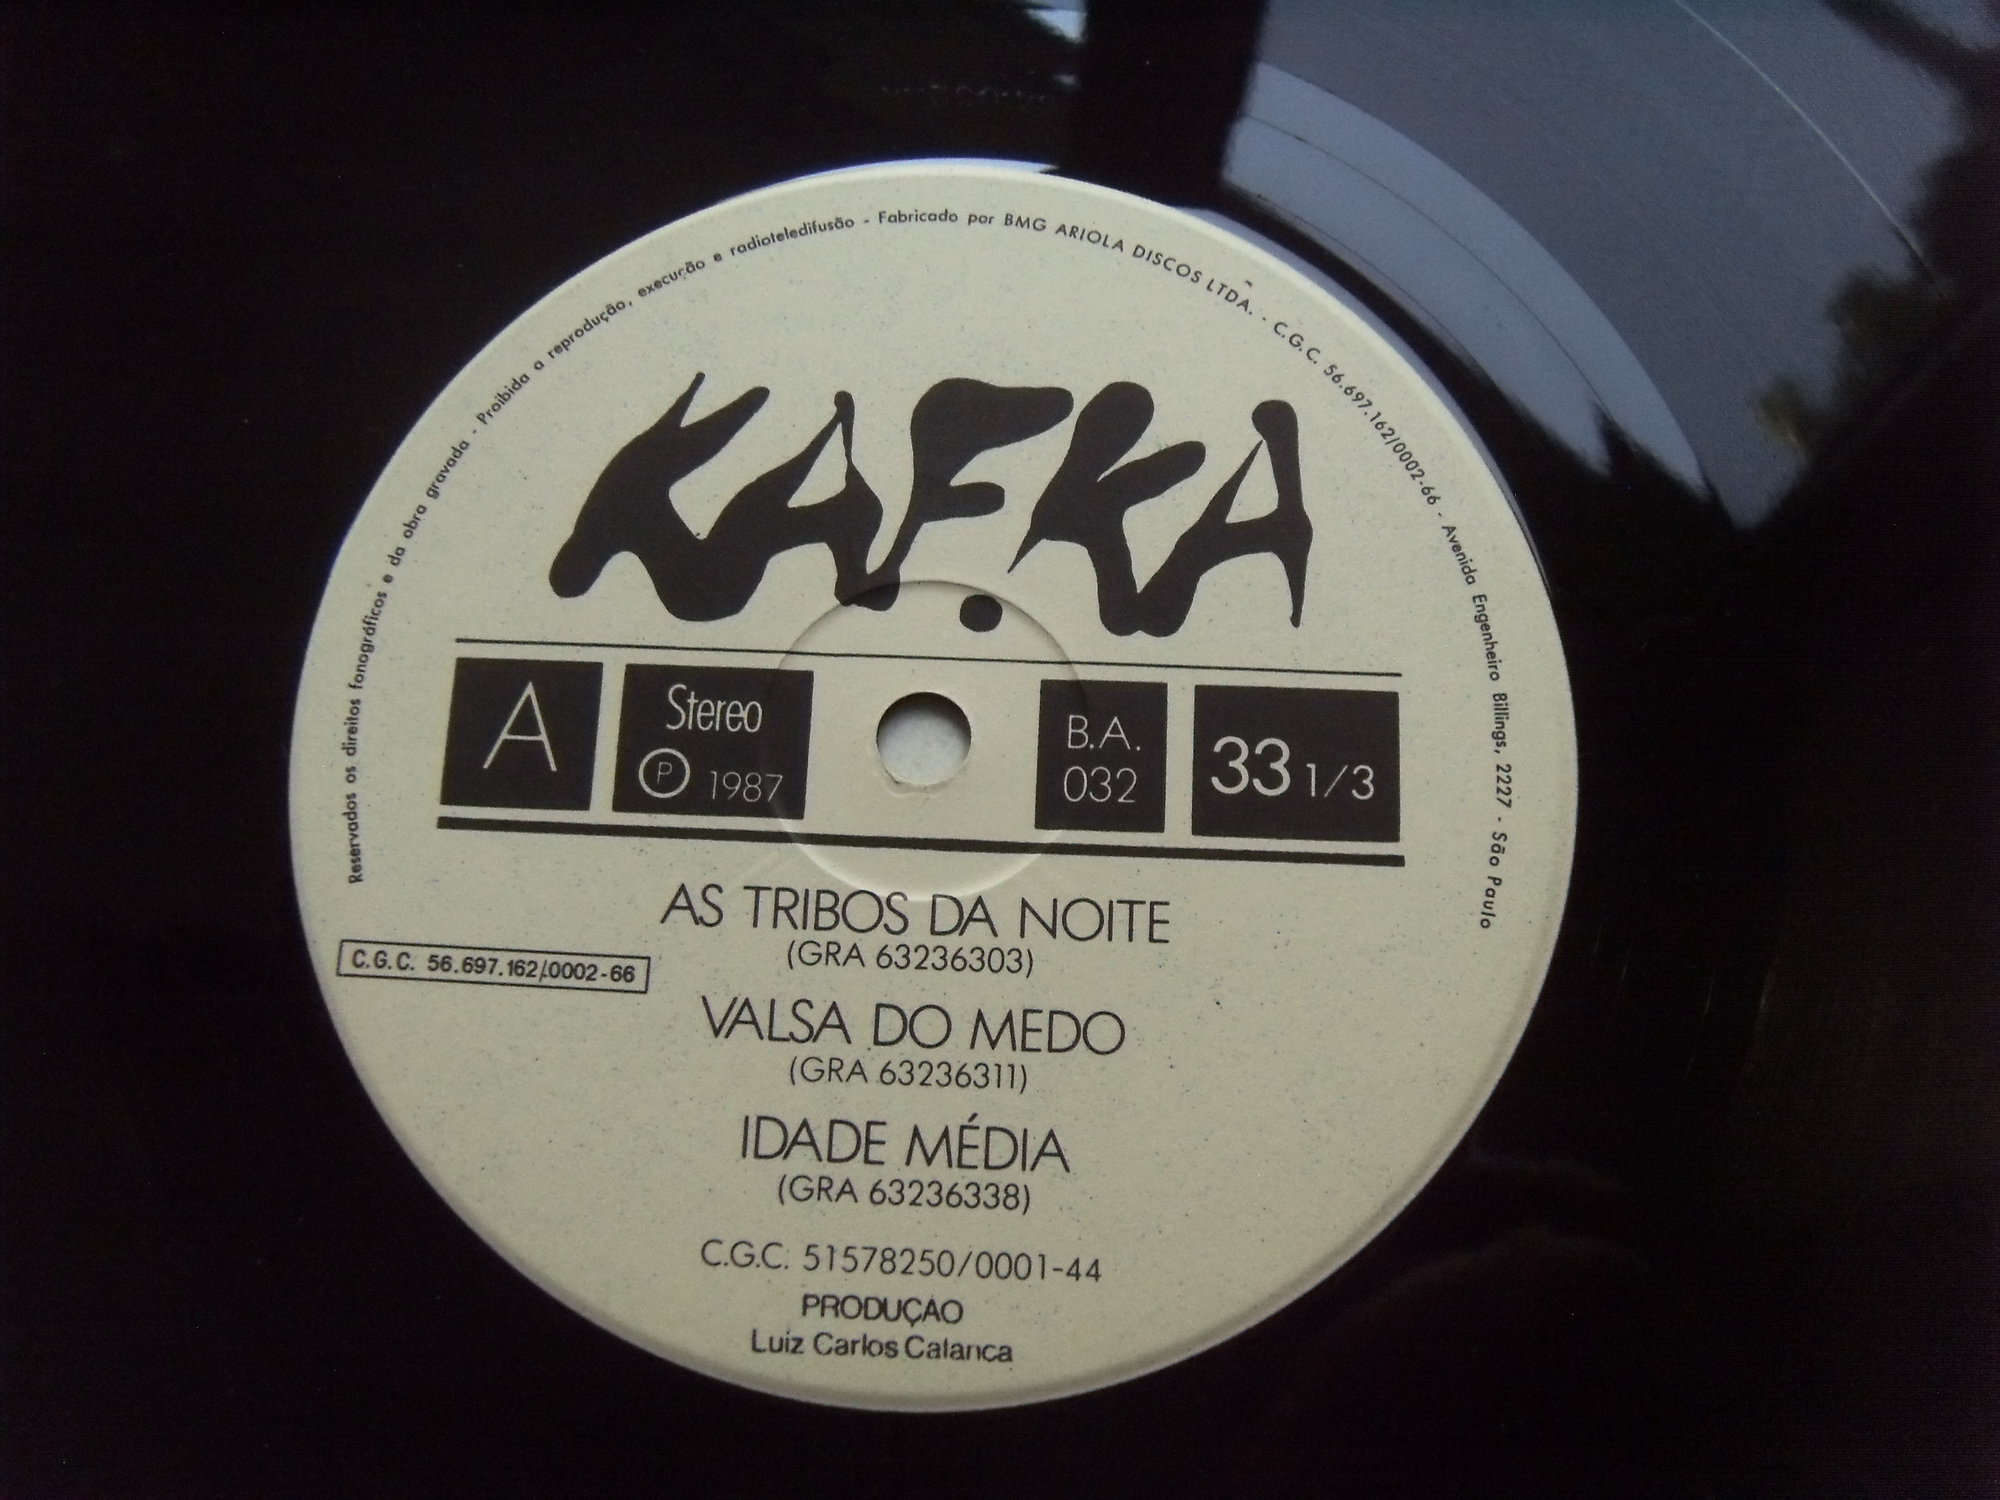 Reservados os direitos fonográficos e da obra gravada - Proibida a reprodução, execução e radioteledifusão - Fabricado por BMG ARIOLA DISCOS LTDA. - C.G.C. 56.697.162/0002-66 - Avenida Engenheiro Billings, 2227 - São Paulo
KAFKA
A
Stereo
Ⓟ 1987
B.A.
032
33 1/3
AS TRIBOS DA NOITE
(GRA 63236303)
C.G.C. 56.697.162/0002-66
VALSA DO MEDO
(GRA 63236311)
IDADE MÉDIA
(GRA 63236338)
C.G.C. 51578250/0001-44
PRODUÇÃO
Luiz Carlos Calanca